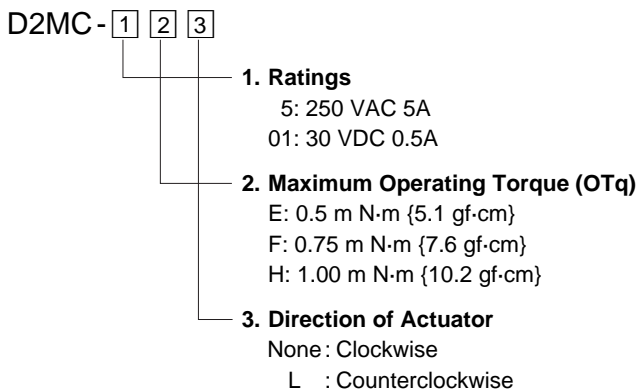 D2MC-1 2 3
1. Ratings
5: 250 VAC 5A
01: 30 VDC 0.5A
2. Maximum Operating Torque (OTq)
E: 0.5 m N·m {5.1 gf·cm}
F: 0.75 m N·m {7.6 gf·cm}
H: 1.00 m N·m {10.2 gf·cm}
3. Direction of Actuator
None : Clockwise
L : Counterclockwise